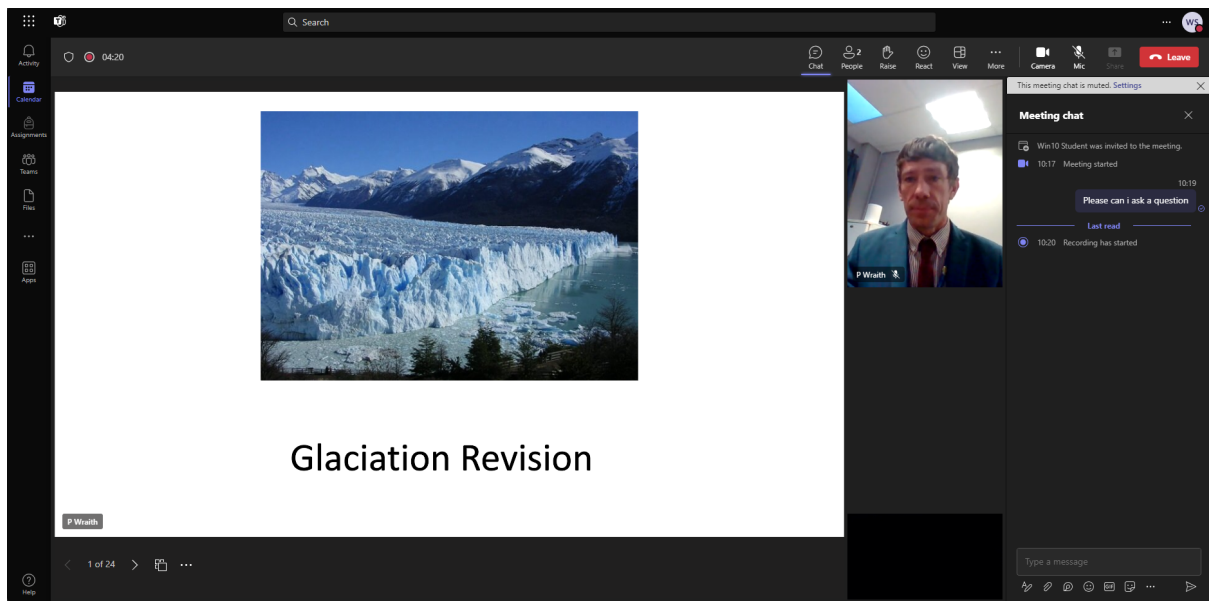 Search
WS
Activity
Calendar
Assignments
Teams
Files
Apps
Help
04:20
Chat
2
People
Raise
React
View
More
Camera
Mic
Share
Leave
Glaciation Revision
P Wraith
1 of 24
P Wraith
This meeting chat is muted. Settings
Meeting chat
Win10 Student was invited to the meeting.
10:17 Meeting started
10:19
Please can i ask a question
Last read
10:20 Recording has started
Type a message
GIF